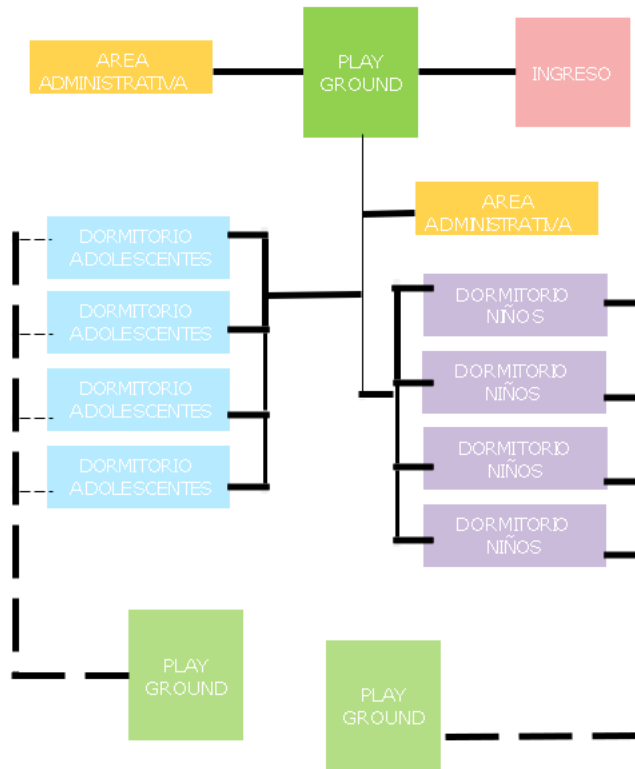 AREA
ADMINISTRATIVA
PLAY
GROUND
INGRESO
AREA
ADMINISTRATIVA
DORMITORIO
ADOLESCENTES
DORMITORIO
ADOLESCENTES
DORMITORIO
ADOLESCENTES
DORMITORIO
ADOLESCENTES
DORMITORIO
NIÑOS
DORMITORIO
NIÑOS
DORMITORIO
NIÑOS
DORMITORIO
NIÑOS
PLAY
GROUND
PLAY
GROUND